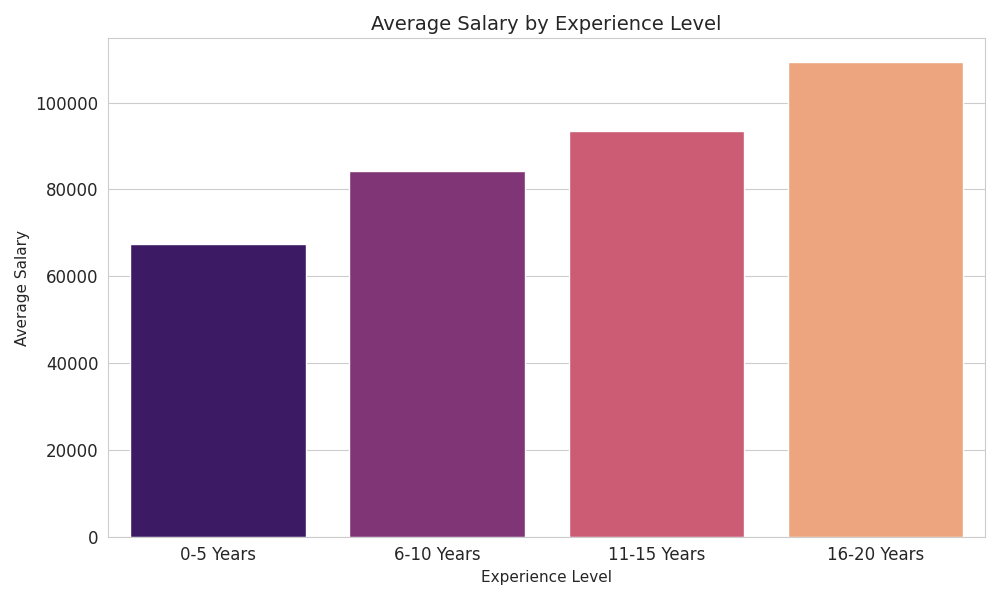 Average Salary by Experience Level
Average Salary
100000
80000
60000
40000
20000
0
0-5 Years
6-10 Years
11-15 Years
16-20 Years
Experience Level